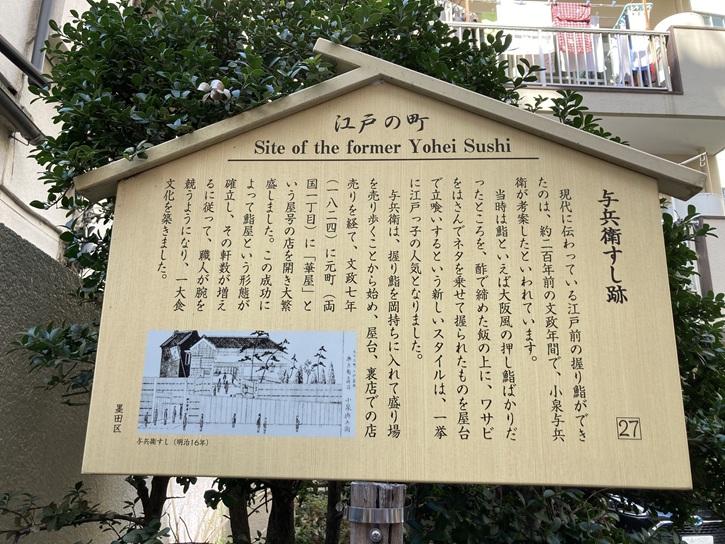 江戸の町
Site of the former Yohei Sushi
与兵衛すし跡
27
現代に伝わっている江戸前の握り鮨ができ
たのは、約二百年前の文政年間で、小泉与兵
衛が考案したといわれています。
当時は鮨といえば大阪風の押し鮨ばかりだ
ったところを、酢で締めた飯の上に、ワサビ
をはさんでネタを乗せて握られたものを屋台
で立喰いするという新しいスタイルは、一挙
に江戸っ子の人気となりました。
与兵衛は、握り鮨を岡持ちに入れて盛り場
を売り歩くことから始め、屋台、裏店での店
売りを経て、文政七年
(一八二四)に元町(両
国一丁目)に「華屋」と
いう屋号の店を開き大繁
盛しました。この成功に
よって鮨屋という形態が
確立し、その軒数が増え
るに従って、職人が腕を
競うようになり、一大食
文化を築きました。
与兵衛すし(明治16年)
墨田区